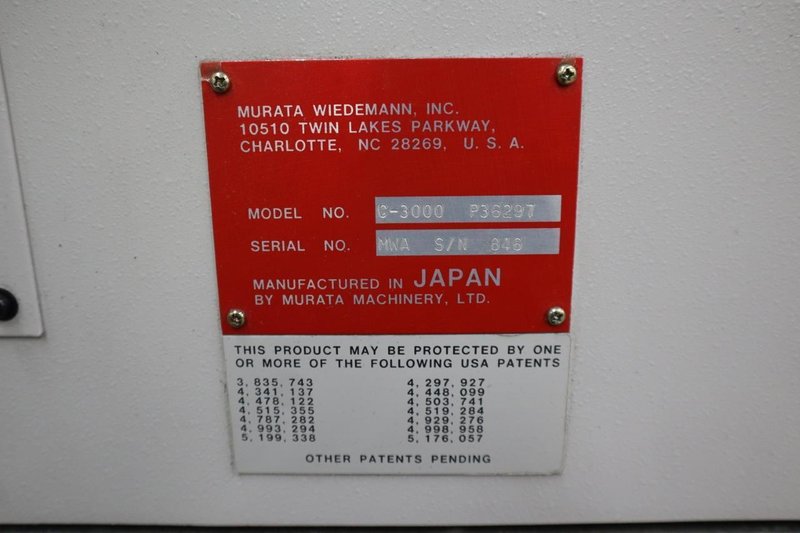 MURATA WIEDEMANN, INC.
10510 TWIN LAKES PARKWAY,
CHARLOTTE, NC 28269, U. S. A.
MODEL NO. C-3000 P36297
SERIAL NO. MWA S/N 846
MANUFACTURED IN JAPAN
BY MURATA MACHINERY, LTD.
THIS PRODUCT MAY BE PROTECTED BY ONE
OR MORE OF THE FOLLOWING USA PATENTS
3, 835, 743 4, 297, 927
4, 341, 137 4, 448, 099
4, 478, 122 4, 503, 741
4, 515, 355 4, 519, 284
4, 787, 282 4, 929, 276
4, 993, 294 4, 998, 958
5, 199, 338 5, 176, 057
OTHER PATENTS PENDING